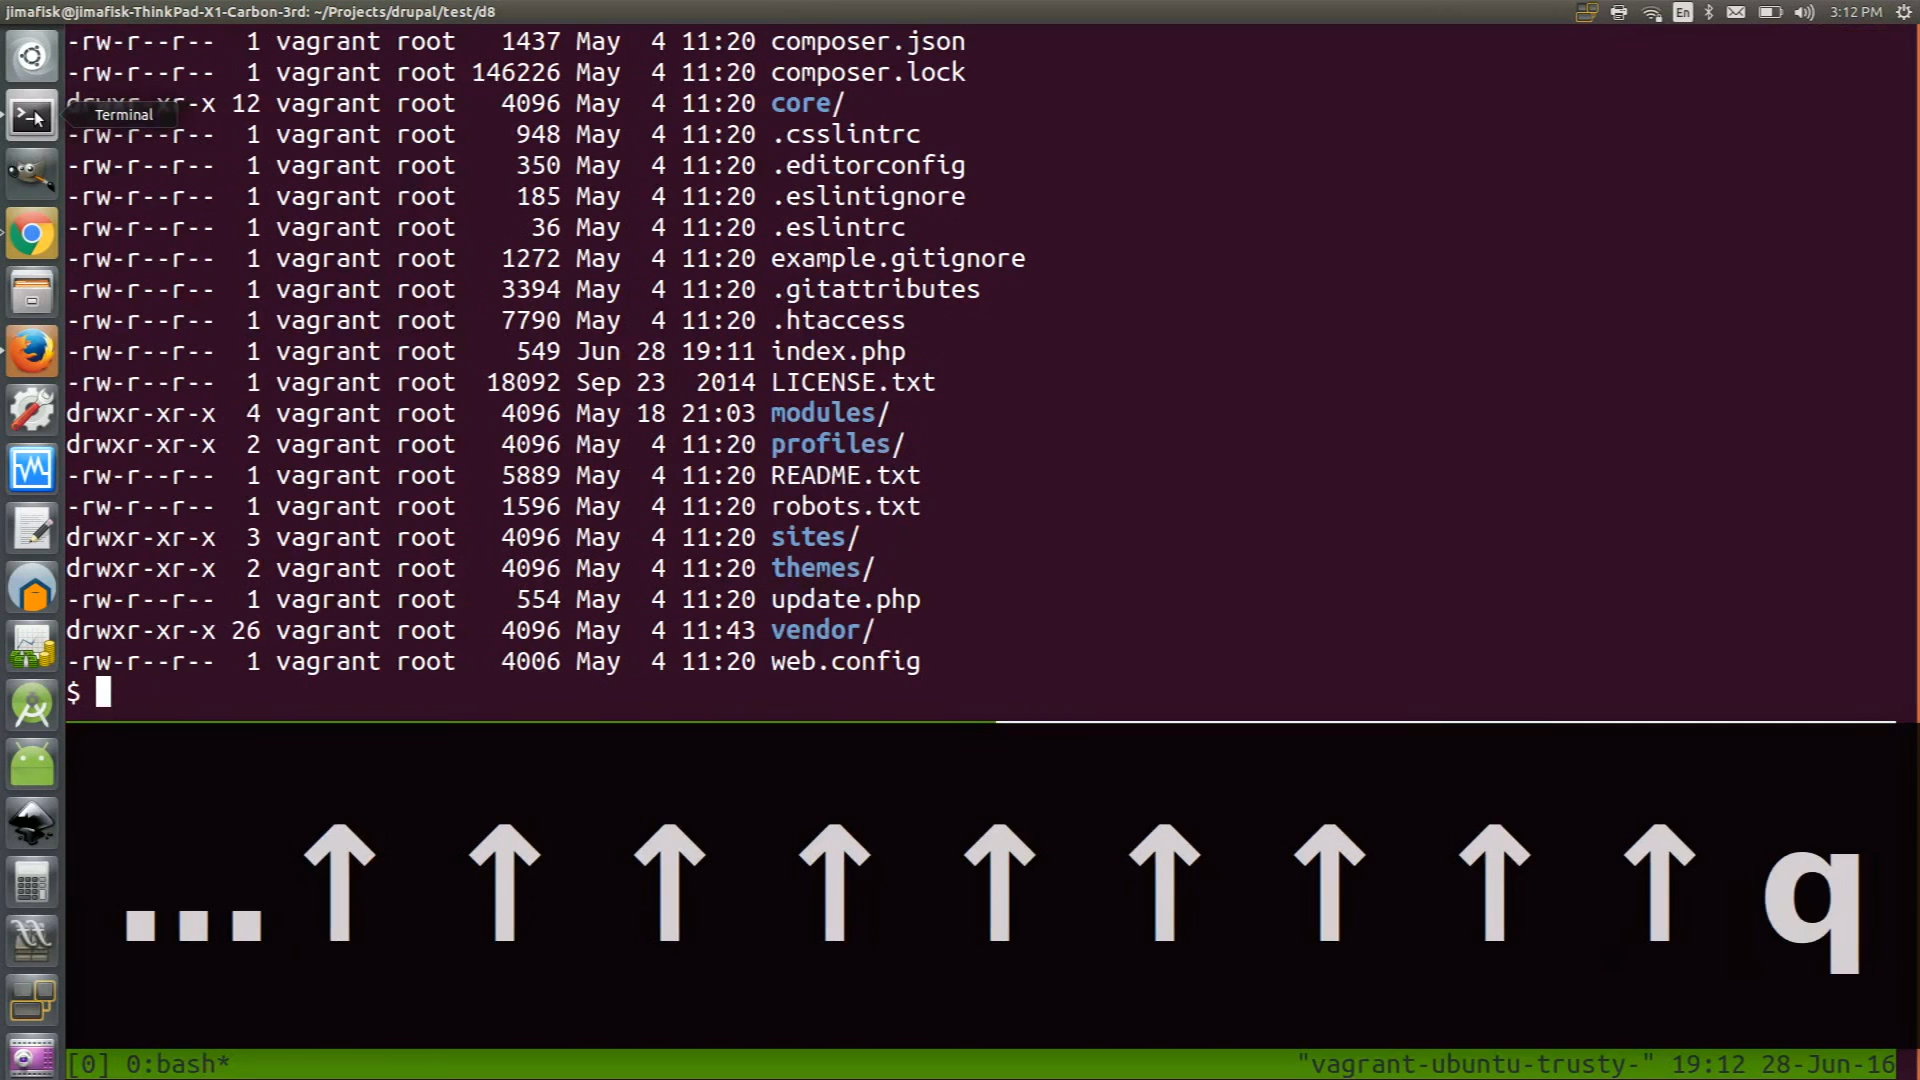 jimafisk@jimafisk-ThinkPad-X1-Carbon-3rd: ~/Projects/drupal/test/d8
En 3:12 PM
-rw-r--r-- 1 vagrant root 1437 May 4 11:20 composer.json
-rw-r--r-- 1 vagrant root 146226 May 4 11:20 composer.lock
drwxr-xr-x 12 vagrant root 4096 May 4 11:20 core/
Terminal
-rw-r--r-- 1 vagrant root 948 May 4 11:20 .csslintrc
-rw-r--r-- 1 vagrant root 350 May 4 11:20 .editorconfig
-rw-r--r-- 1 vagrant root 185 May 4 11:20 .eslintignore
-rw-r--r-- 1 vagrant root 36 May 4 11:20 .eslintrc
-rw-r--r-- 1 vagrant root 1272 May 4 11:20 example.gitignore
-rw-r--r-- 1 vagrant root 3394 May 4 11:20 .gitattributes
-rw-r--r-- 1 vagrant root 7790 May 4 11:20 .htaccess
-rw-r--r-- 1 vagrant root 549 Jun 28 19:11 index.php
-rw-r--r-- 1 vagrant root 18092 Sep 23 2014 LICENSE.txt
drwxr-xr-x 4 vagrant root 4096 May 18 21:03 modules/
drwxr-xr-x 2 vagrant root 4096 May 4 11:20 profiles/
-rw-r--r-- 1 vagrant root 5889 May 4 11:20 README.txt
-rw-r--r-- 1 vagrant root 1596 May 4 11:20 robots.txt
drwxr-xr-x 3 vagrant root 4096 May 4 11:20 sites/
drwxr-xr-x 2 vagrant root 4096 May 4 11:20 themes/
-rw-r--r-- 1 vagrant root 554 May 4 11:20 update.php
drwxr-xr-x 26 vagrant root 4096 May 4 11:43 vendor/
-rw-r--r-- 1 vagrant root 4006 May 4 11:20 web.config
$
...↑ ↑ ↑ ↑ ↑ ↑ ↑ ↑ ↑ q
[0] 0:bash* "vagrant-ubuntu-trusty-" 19:12 28-Jun-16